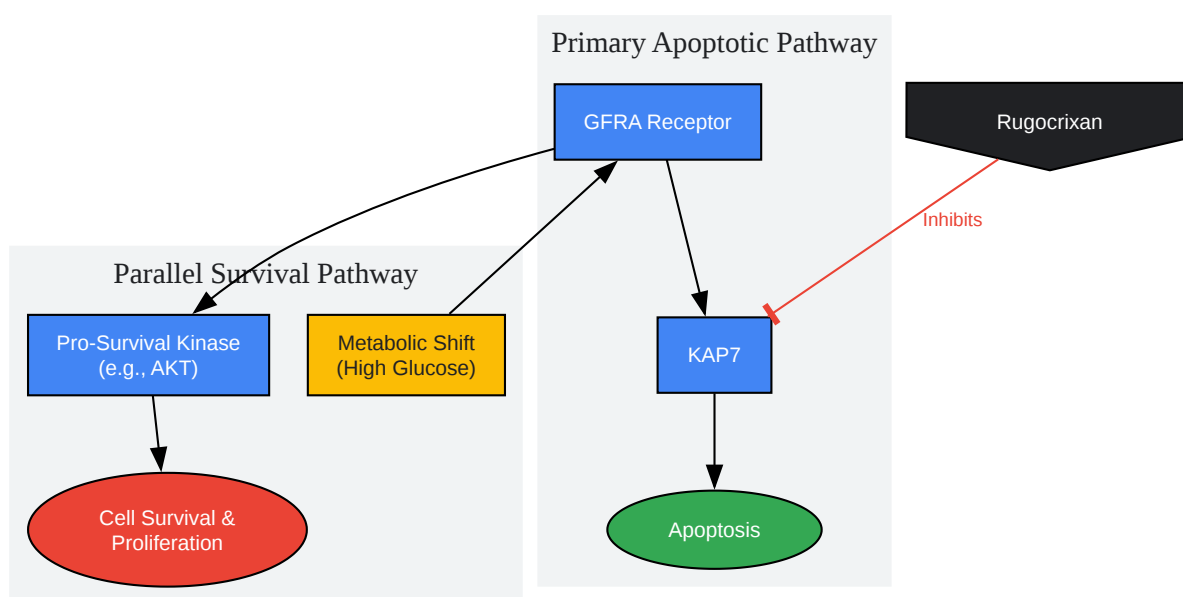 Primary Apoptotic Pathway
GFRA Receptor
Rugocrixan
Inhibits
Parallel Survival Pathway
Pro-Survival Kinase
(e.g., AKT)
Metabolic Shift
(High Glucose)
KAP7
Cell Survival &
Proliferation
Apoptosis